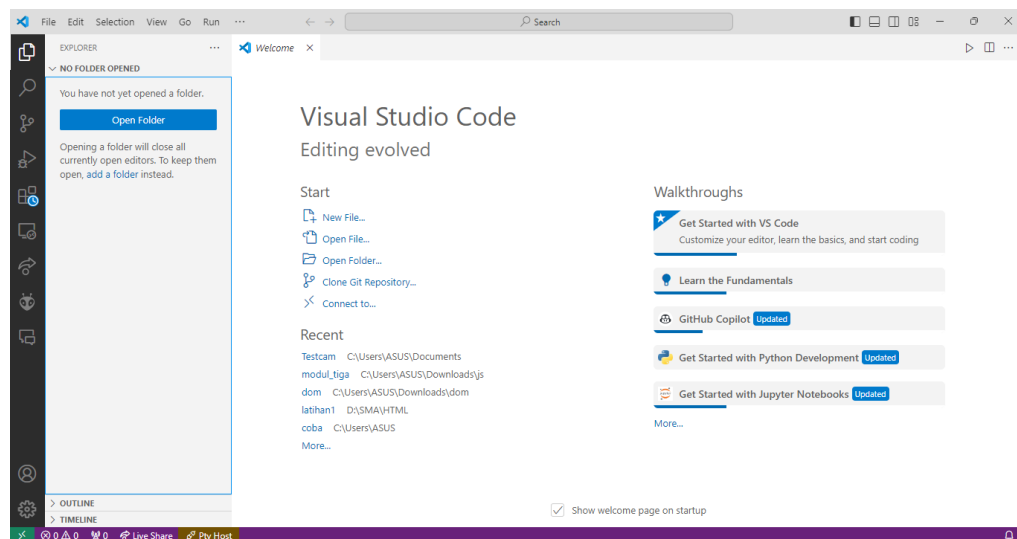 File Edit Selection View Go Run ...
Search
EXPLORER ...
NO FOLDER OPENED
You have not yet opened a folder.
Open Folder
Opening a folder will close all
currently open editors. To keep them
open, add a folder instead.
OUTLINE
TIMELINE
Welcome
Visual Studio Code
Editing evolved
Start
New File...
Open File...
Open Folder...
Clone Git Repository...
Connect to...
Recent
Testcam C:\Users\ASUS\Documents
modul_tiga C:\Users\ASUS\Downloads\js
dom C:\Users\ASUS\Downloads\dom
latihan1 D:\SMA\HTML
coba C:\Users\ASUS
More...
Walkthroughs
Get Started with VS Code
Customize your editor, learn the basics, and start coding
Learn the Fundamentals
GitHub Copilot Updated
Get Started with Python Development Updated
Get Started with Jupyter Notebooks Updated
More...
Show welcome page on startup
0 0 0 Live Share Pty Host